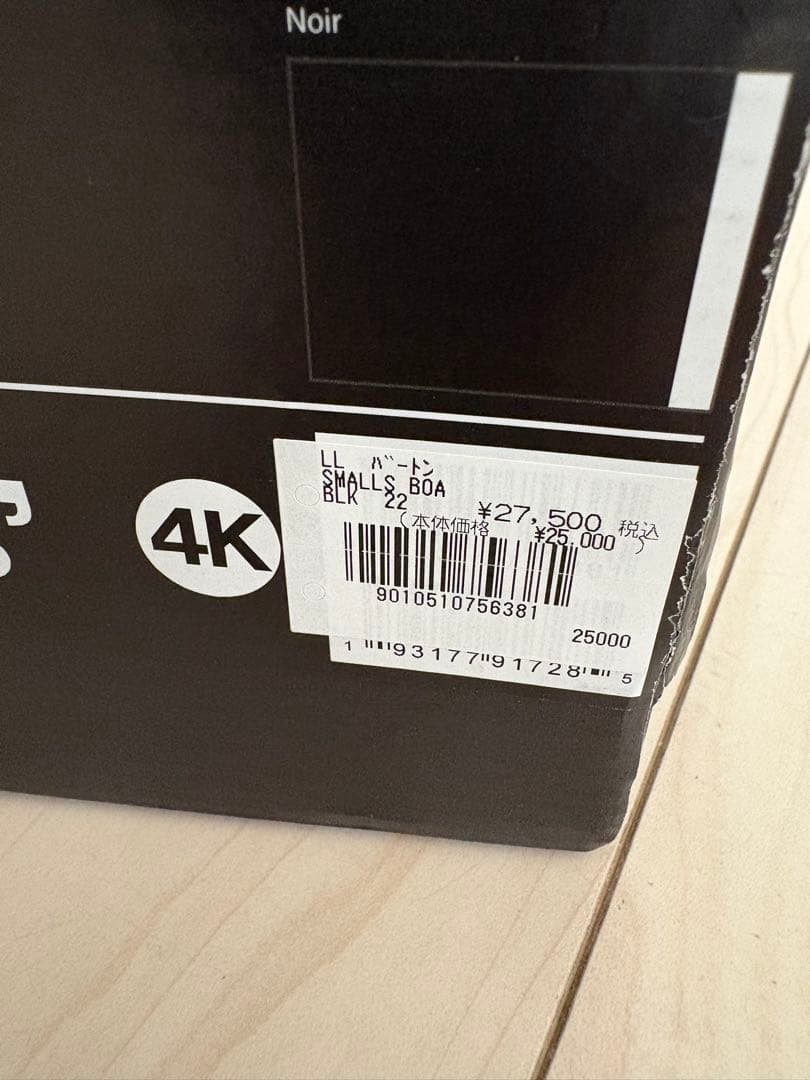 Noir
4K
LL バートン
SMALLS BOA
BLK 22
¥27,500 税込
(本体価格 ¥25,000 )
9010510756381
25000
1 93177 91728 5